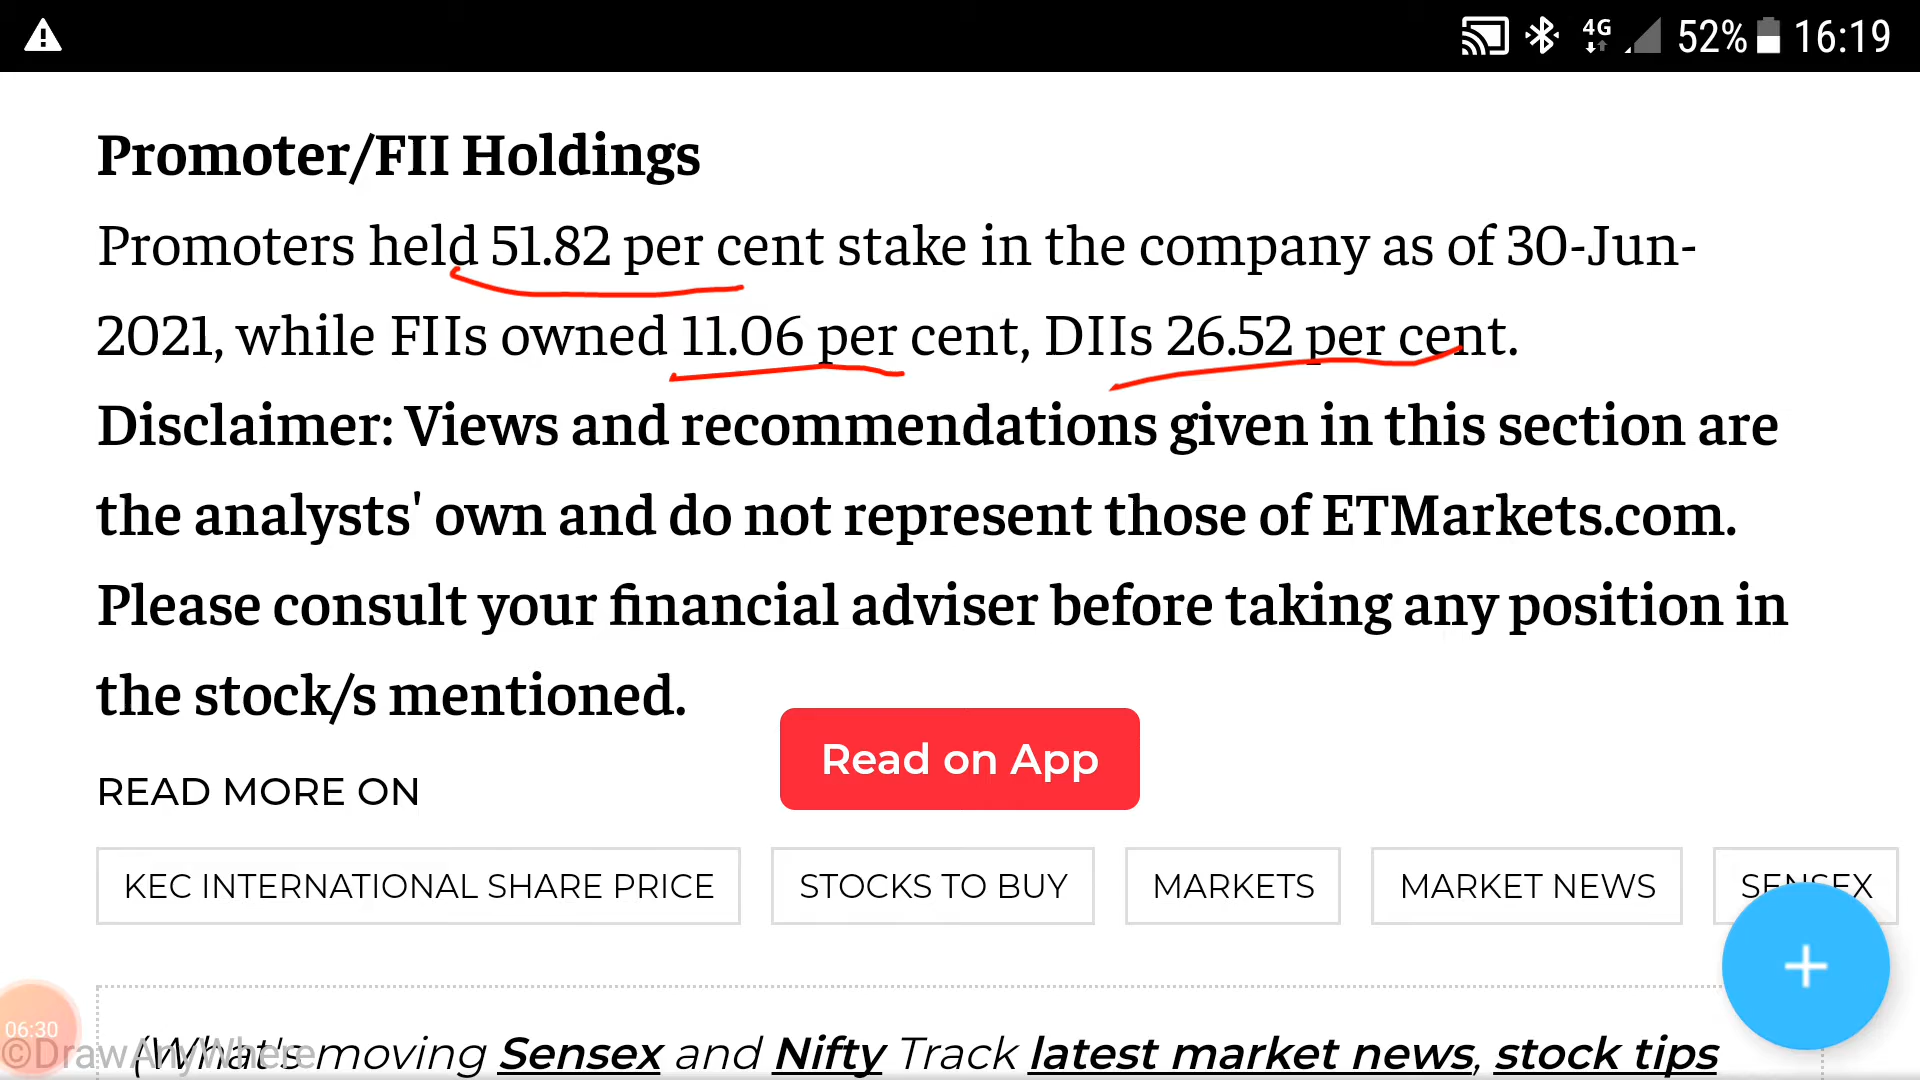 4G 52% 16:19
Promoter/FII Holdings
Promoters held 51.82 per cent stake in the company as of 30-Jun-
2021, while FIIs owned 11.06 per cent, DIIs 26.52 per cent.
Disclaimer: Views and recommendations given in this section are
the analysts' own and do not represent those of ETMarkets.com.
Please consult your financial adviser before taking any position in
the stock/s mentioned.
Read on App
READ MORE ON
KEC INTERNATIONAL SHARE PRICE STOCKS TO BUY MARKETS MARKET NEWS SENSEX
06:30
©DrawAnyWhere
(What's moving Sensex and Nifty Track latest market news, stock tips